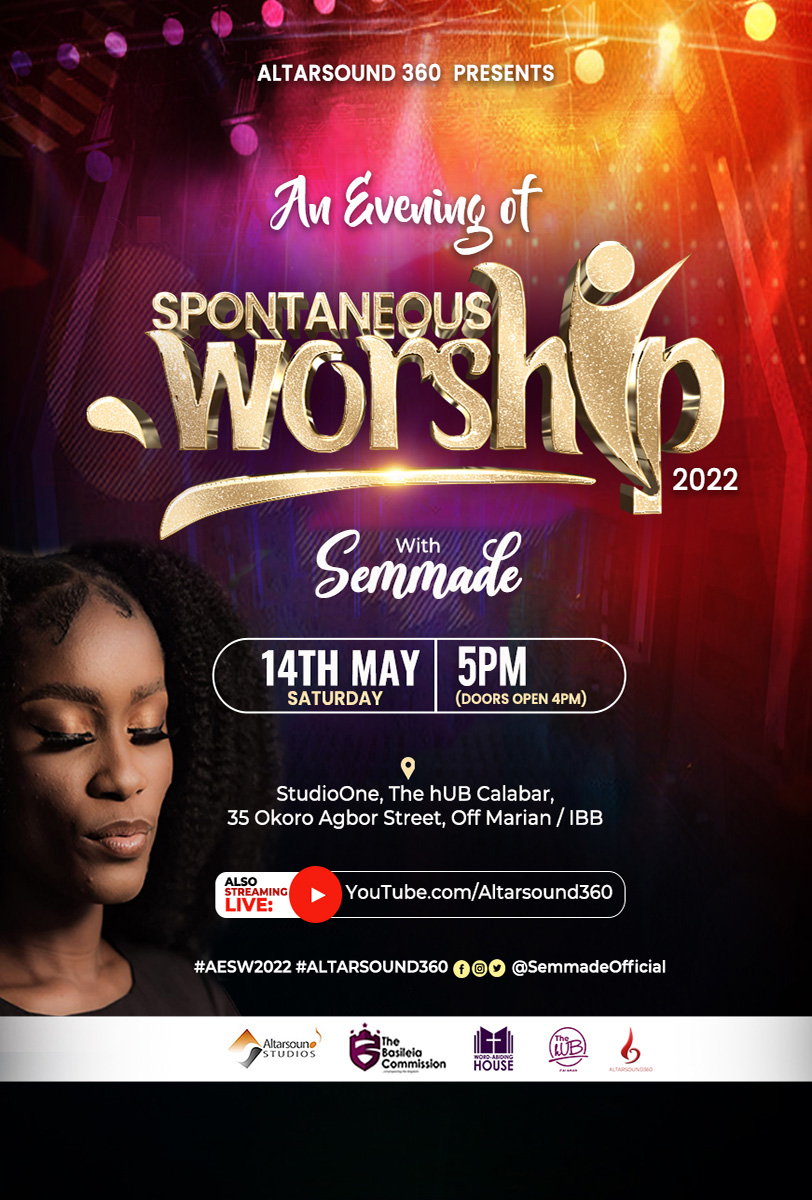 ALTARSOUND 360 PRESENTS
An Evening of
SPONTANEOUS
worship
2022
With
Semmade
14TH MAY
SATURDAY
5PM
(DOORS OPEN 4PM)
StudioOne, The hUB Calabar,
35 Okoro Agbor Street, Off Marian / IBB
ALSO
STREAMING
LIVE:
YouTube.com/Altarsound360
#AESW2022 #ALTARSOUND360 @SemmadeOfficial
Altarsound
STUDIOS
The
Basileia
Commission
WORD-ABIDING
HOUSE
The
hUB
CALABAR
ALTARSOUND360